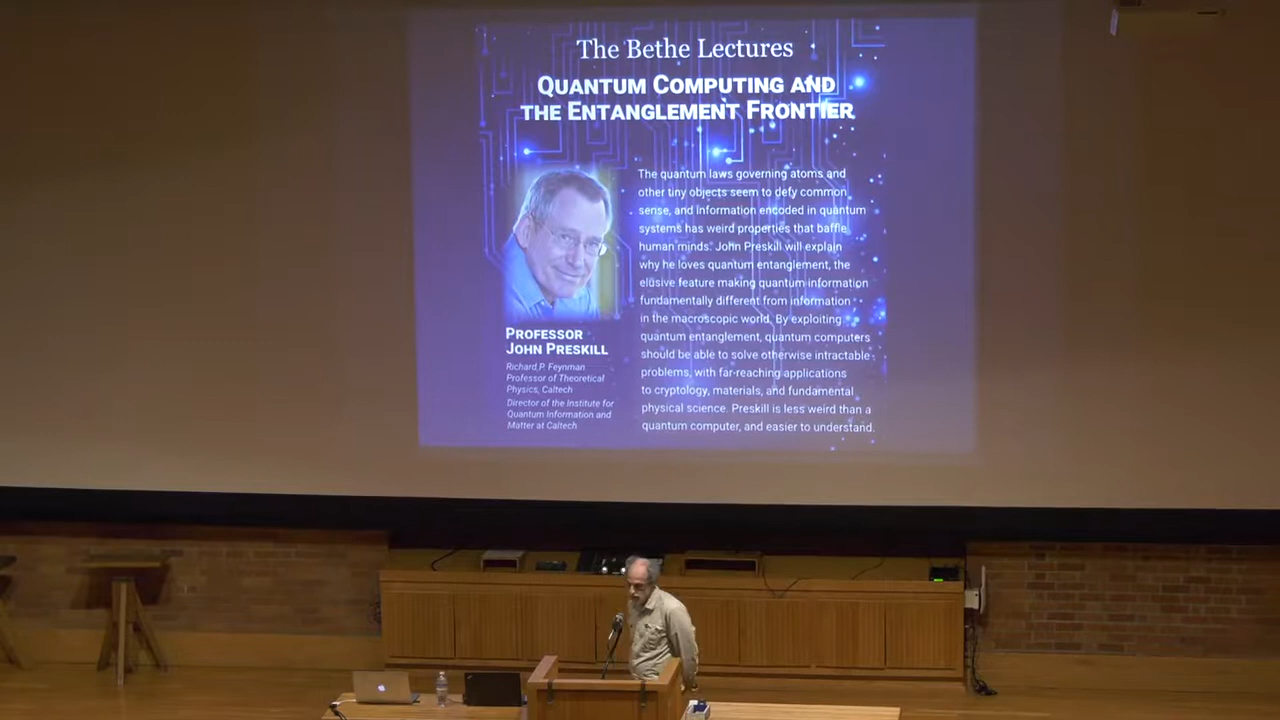 The Bethe Lectures
QUANTUM COMPUTING AND
THE ENTANGLEMENT FRONTIER
The quantum laws governing atoms and
other tiny objects seem to defy common
sense, and information encoded in quantum
systems has weird properties that baffle
human minds. John Preskill will explain
why he loves quantum entanglement, the
elusive feature making quantum information
fundamentally different from information
in the macroscopic world. By exploiting
quantum entanglement, quantum computers
should be able to solve otherwise intractable
problems, with far-reaching applications
to cryptology, materials, and fundamental
physical science. Preskill is less weird than a
quantum computer, and easier to understand.
PROFESSOR
JOHN PRESKILL
Richard P. Feynman
Professor of Theoretical
Physics, Caltech
Director of the Institute for
Quantum Information and
Matter at Caltech